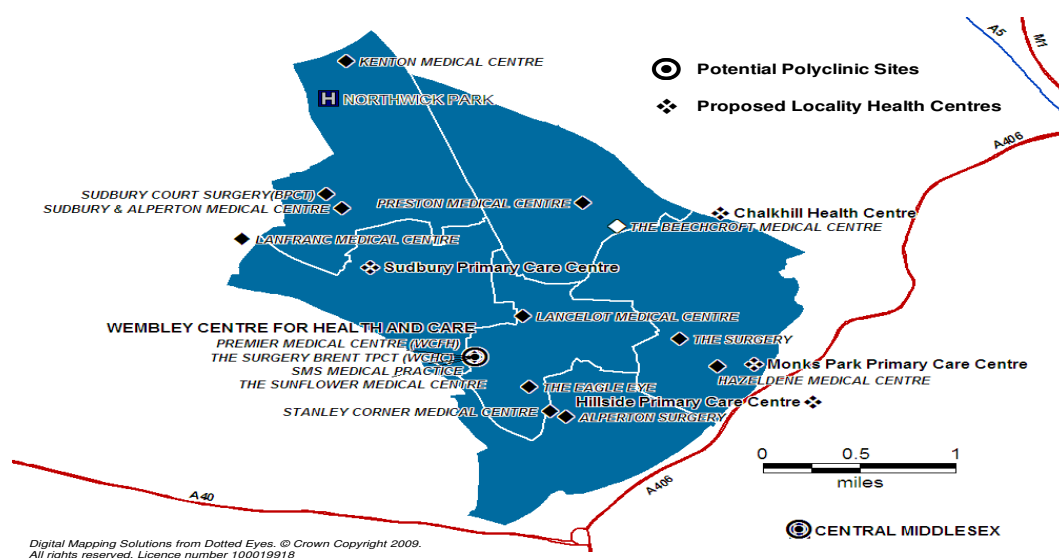 A5
M1
KENTON MEDICAL CENTRE
Potential Polyclinic Sites
H NORTHWICK PARK
Proposed Locality Health Centres
A406
SUDBURY COURT SURGERY(BPCT)
SUDBURY & ALPERTON MEDICAL CENTRE
PRESTON MEDICAL CENTRE
Chalkhill Health Centre
THE BEECHCROFT MEDICAL CENTRE
LANFRANC MEDICAL CENTRE
Sudbury Primary Care Centre
LANCELOT MEDICAL CENTRE
WEMBLEY CENTRE FOR HEALTH AND CARE
PREMIER MEDICAL CENTRE (WCFH)
THE SURGERY BRENT TPCT (WCHC)
SMS MEDICAL PRACTICE
THE SUNFLOWER MEDICAL CENTRE
THE SURGERY
Monks Park Primary Care Centre
HAZELDENE MEDICAL CENTRE
THE EAGLE EYE
Hillside Primary Care Centre
STANLEY CORNER MEDICAL CENTRE
ALPERTON SURGERY
0 0.5 1
miles
A406
A40
CENTRAL MIDDLESEX
Digital Mapping Solutions from Dotted Eyes. © Crown Copyright 2009.
All rights reserved. Licence number 100019918